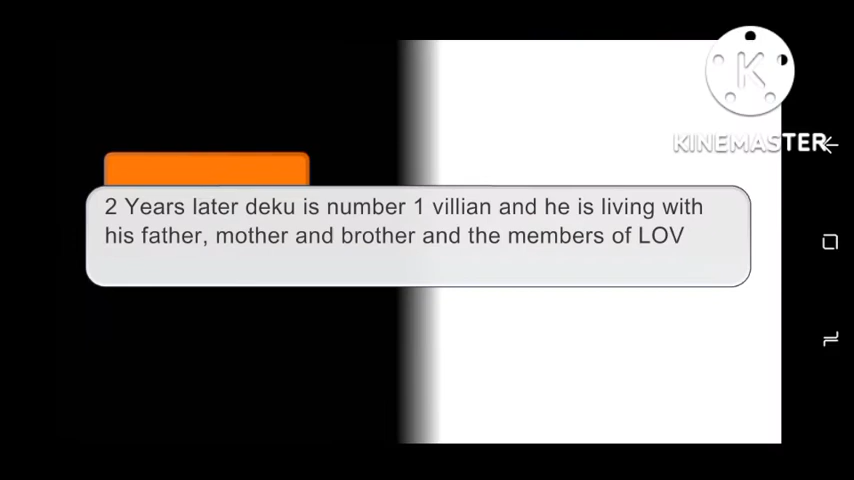 KINEMASTER
2 Years later deku is number 1 villian and he is living with
his father, mother and brother and the members of LOV